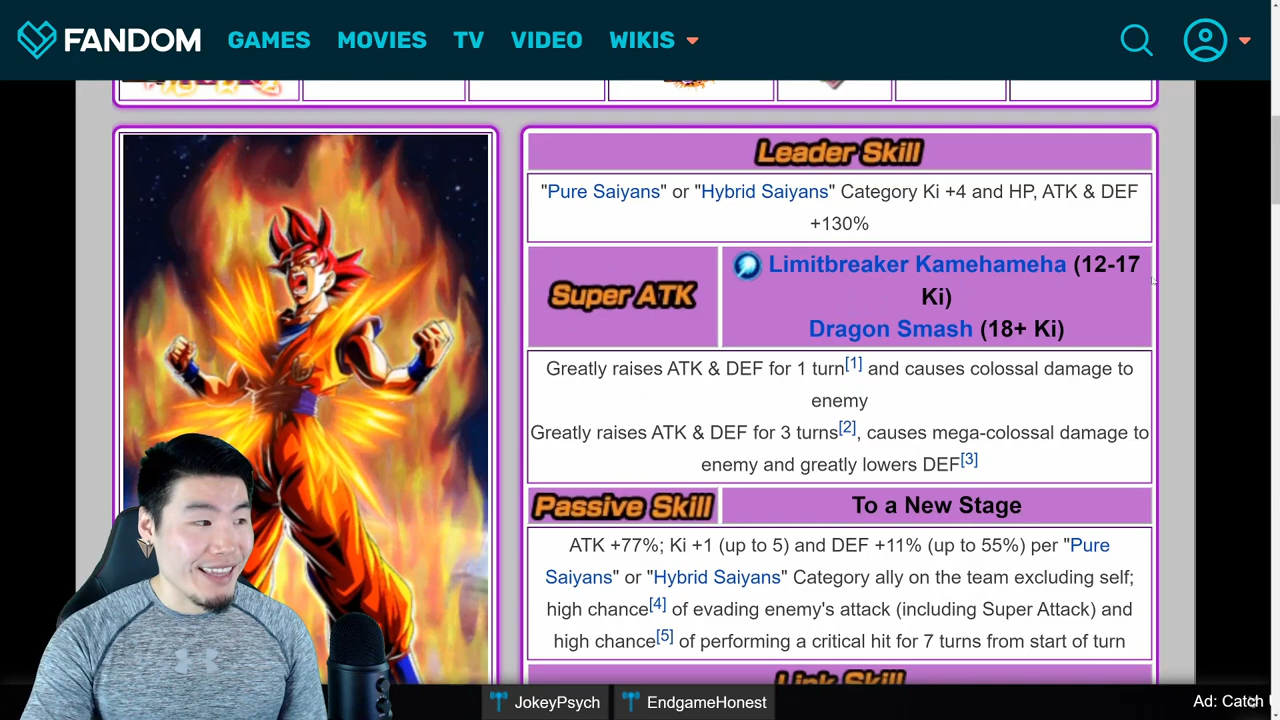 FANDOM GAMES MOVIES TV VIDEO WIKIS
Leader Skill
"Pure Saiyans" or "Hybrid Saiyans" Category Ki +4 and HP, ATK & DEF
+130%
Super ATK
Limitbreaker Kamehameha (12-17
Ki)
Dragon Smash (18+ Ki)
Greatly raises ATK & DEF for 1 turn[1] and causes colossal damage to
enemy
Greatly raises ATK & DEF for 3 turns[2], causes mega-colossal damage to
enemy and greatly lowers DEF[3]
Passive Skill
To a New Stage
ATK +77%; Ki +1 (up to 5) and DEF +11% (up to 55%) per "Pure
Saiyans" or "Hybrid Saiyans" Category ally on the team excluding self;
high chance[4] of evading enemy's attack (including Super Attack) and
high chance[5] of performing a critical hit for 7 turns from start of turn
Link Skill
JokeyPsych EndgameHonest
Ad: Catch